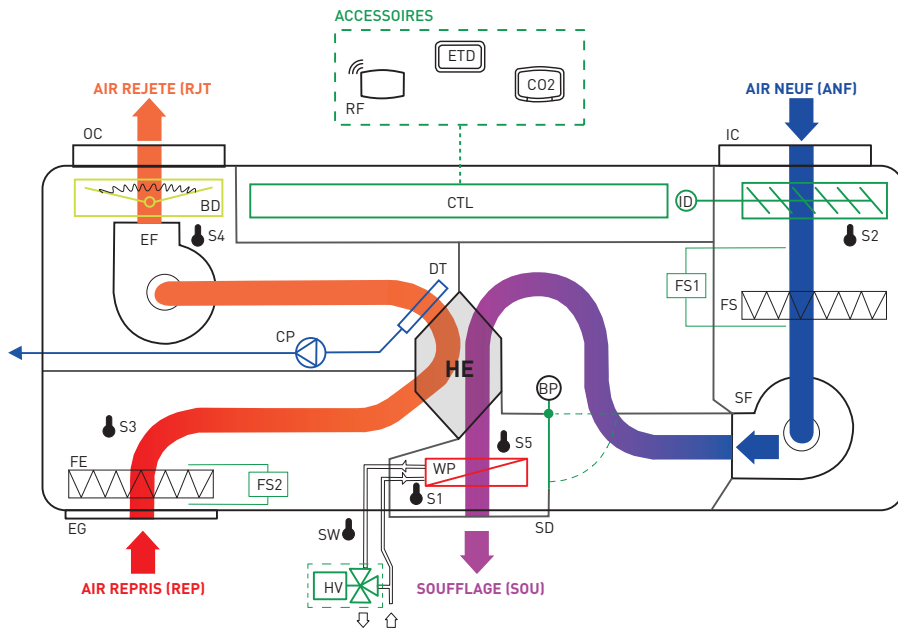 ACCESSOIRES
ETD
RF
CO2
AIR REJETE (RJT
AIR NEUF (ANF)
OC
IC
BD
CTL
ID
EF
S4
S2
DT
FS1
FS
CP
HE
BP
SF
S3
S5
FE
FS2
WP
S1
EG
SW
SD
AIR REPRIS (REP)
HV
SOUFFLAGE (SOU)